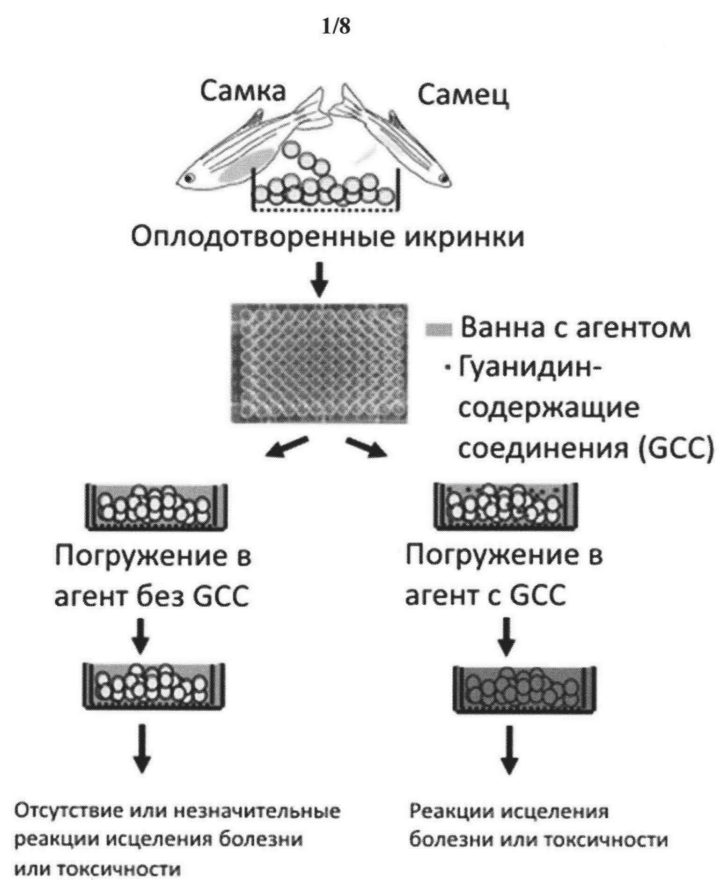 1/8
Самка
Самец
Оплодотворенные икринки
Ванна с агентом
• Гуанидин-
содержащие
соединения (GCC)
Погружение в
агент без GCC
Погружение в
агент с GCC
Отсутствие или незначительные
реакции исцеления болезни
или токсичности
Реакции исцеления
болезни или токсичности